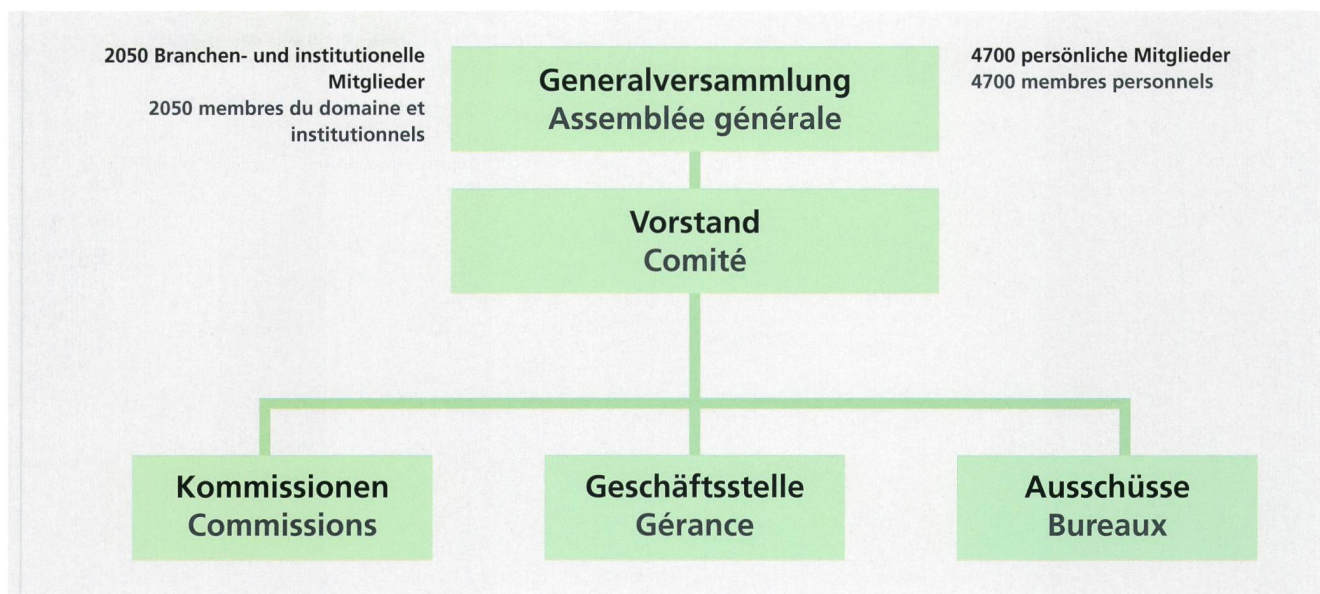 2050 Branchen- und institutionelle
Mitglieder
2050 membres du domaine et
institutionnels
Generalversammlung
Assemblée générale
4700 persönliche Mitglieder
4700 membres personnels
Vorstand
Comité
Kommissionen
Commissions
Geschäftsstelle
Gérance
Ausschüsse
Bureaux